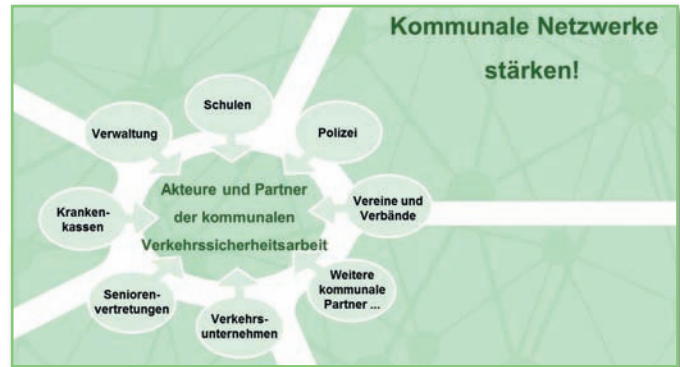 Kommunale Netzwerke
stärken!
Schulen
Verwaltung
Polizei
Akteure und Partner
der kommunalen
Verkehrssicherheitsarbeit
Kranken-
kassen
Vereine und
Verbände
Senioren-
vertretungen
Verkehrs-
unternehmen
Weitere
kommunale
Partner ...